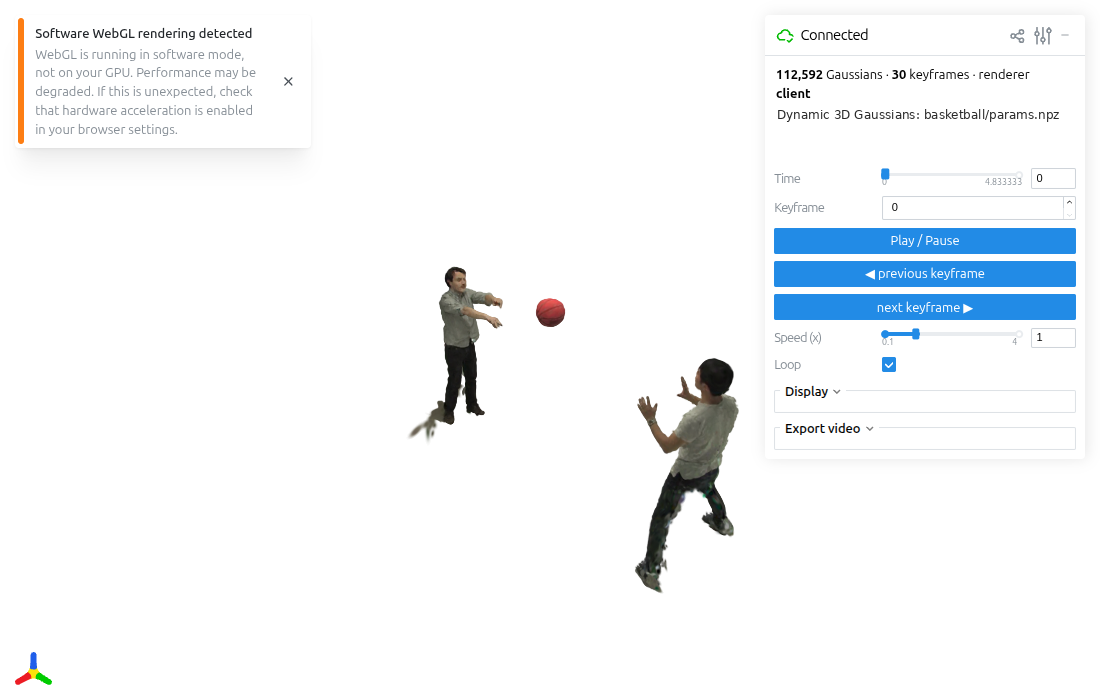 Software WebGL rendering detected
WebGL is running in software mode,
not on your GPU. Performance may be
degraded. If this is unexpected, check
that hardware acceleration is enabled
in your browser settings.
Connected
112,592 Gaussians · 30 keyframes · renderer
client
Dynamic 3D Gaussians: basketball/params.npz
Time 0 4.833333 0
Keyframe 0
Play / Pause
◀ previous keyframe
next keyframe ▶
Speed (x) 0.1 4 1
Loop
Display
Export video